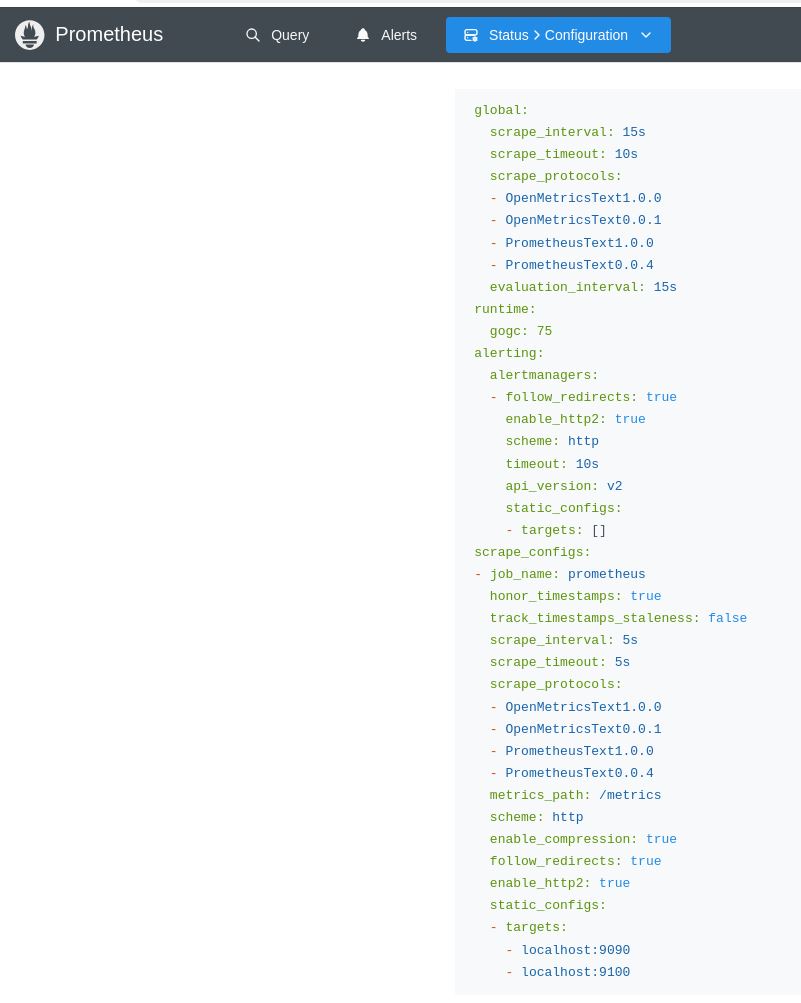 Prometheus Query Alerts Status > Configuration
global:
  scrape_interval: 15s
  scrape_timeout: 10s
  scrape_protocols:
  - OpenMetricsText1.0.0
  - OpenMetricsText0.0.1
  - PrometheusText1.0.0
  - PrometheusText0.0.4
  evaluation_interval: 15s
runtime:
  gogc: 75
alerting:
  alertmanagers:
  - follow_redirects: true
    enable_http2: true
    scheme: http
    timeout: 10s
    api_version: v2
    static_configs:
    - targets: []
scrape_configs:
- job_name: prometheus
  honor_timestamps: true
  track_timestamps_staleness: false
  scrape_interval: 5s
  scrape_timeout: 5s
  scrape_protocols:
  - OpenMetricsText1.0.0
  - OpenMetricsText0.0.1
  - PrometheusText1.0.0
  - PrometheusText0.0.4
  metrics_path: /metrics
  scheme: http
  enable_compression: true
  follow_redirects: true
  enable_http2: true
  static_configs:
  - targets:
    - localhost:9090
    - localhost:9100